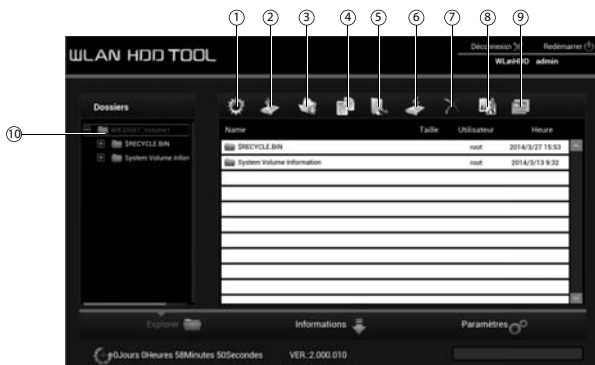 ① ② ③ ④ ⑤ ⑥ ⑦ ⑧ ⑨
WLAN HDD TOOL
Déconnexion Redémarrer
WLanHDD admin
Dossiers
⑩
Name Taille Utilisateur Heure
$RECYCLE.BIN
System Volume Infor
$RECYCLE.BIN root 2014/3/27 15:53
System Volume Information root 2014/3/13 9:32
Explorer Informations Paramètres
0Jours 0Heures 58Minutes 50Secondes VER.:2.000.010